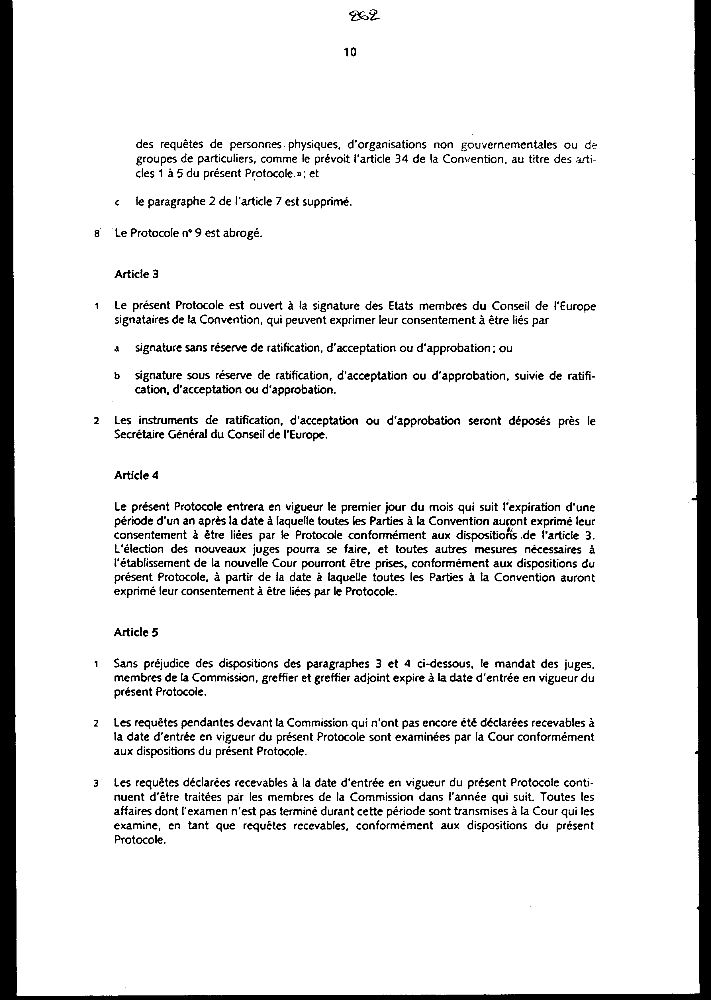 262
10
des requêtes de personnes physiques, d'organisations non gouvernementales ou de
groupes de particuliers, comme le prévoit l'article 34 de la Convention, au titre des arti-
cles 1 à 5 du présent Protocole.»; et
c le paragraphe 2 de l'article 7 est supprimé.
8 Le Protocole n° 9 est abrogé.
Article 3
1 Le présent Protocole est ouvert à la signature des Etats membres du Conseil de l'Europe
signataires de la Convention, qui peuvent exprimer leur consentement à être liés par
a signature sans réserve de ratification, d'acceptation ou d'approbation; ou
b signature sous réserve de ratification, d'acceptation ou d'approbation, suivie de ratifi-
cation, d'acceptation ou d'approbation.
2 Les instruments de ratification, d'acceptation ou d'approbation seront déposés près le
Secrétaire Général du Conseil de l'Europe.
Article 4
Le présent Protocole entrera en vigueur le premier jour du mois qui suit l'expiration d'une
période d'un an après la date à laquelle toutes les Parties à la Convention auront exprimé leur
consentement à être liées par le Protocole conformément aux dispositions de l'article 3.
L'élection des nouveaux juges pourra se faire, et toutes autres mesures nécessaires à
l'établissement de la nouvelle Cour pourront être prises, conformément aux dispositions du
présent Protocole, à partir de la date à laquelle toutes les Parties à la Convention auront
exprimé leur consentement à être liées par le Protocole.
Article 5
1 Sans préjudice des dispositions des paragraphes 3 et 4 ci-dessous, le mandat des juges,
membres de la Commission, greffier et greffier adjoint expire à la date d'entrée en vigueur du
présent Protocole.
2 Les requêtes pendantes devant la Commission qui n'ont pas encore été déclarées recevables à
la date d'entrée en vigueur du présent Protocole sont examinées par la Cour conformément
aux dispositions du présent Protocole.
3 Les requêtes déclarées recevables à la date d'entrée en vigueur du présent Protocole conti-
nuent d'être traitées par les membres de la Commission dans l'année qui suit. Toutes les
affaires dont l'examen n'est pas terminé durant cette période sont transmises à la Cour qui les
examine, en tant que requêtes recevables, conformément aux dispositions du présent
Protocole.